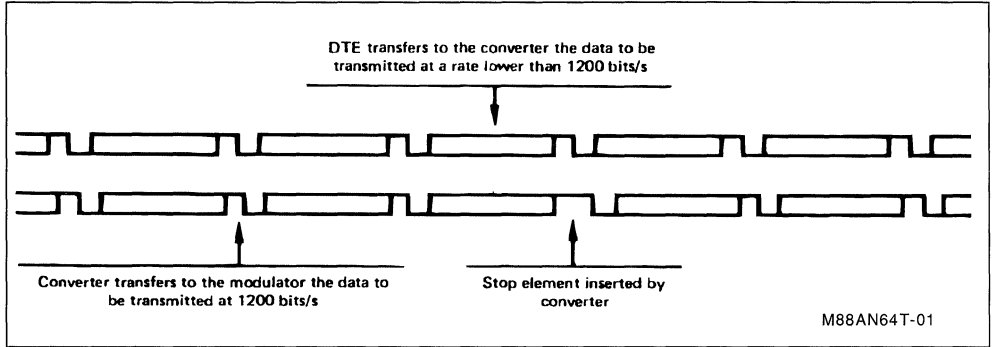 DTE transfers to the converter the data to be
transmitted at a rate lower than 1200 bits/s
Converter transfers to the modulator the data to
be transmitted at 1200 bits/s
Stop element inserted by
converter
M88AN64T-01